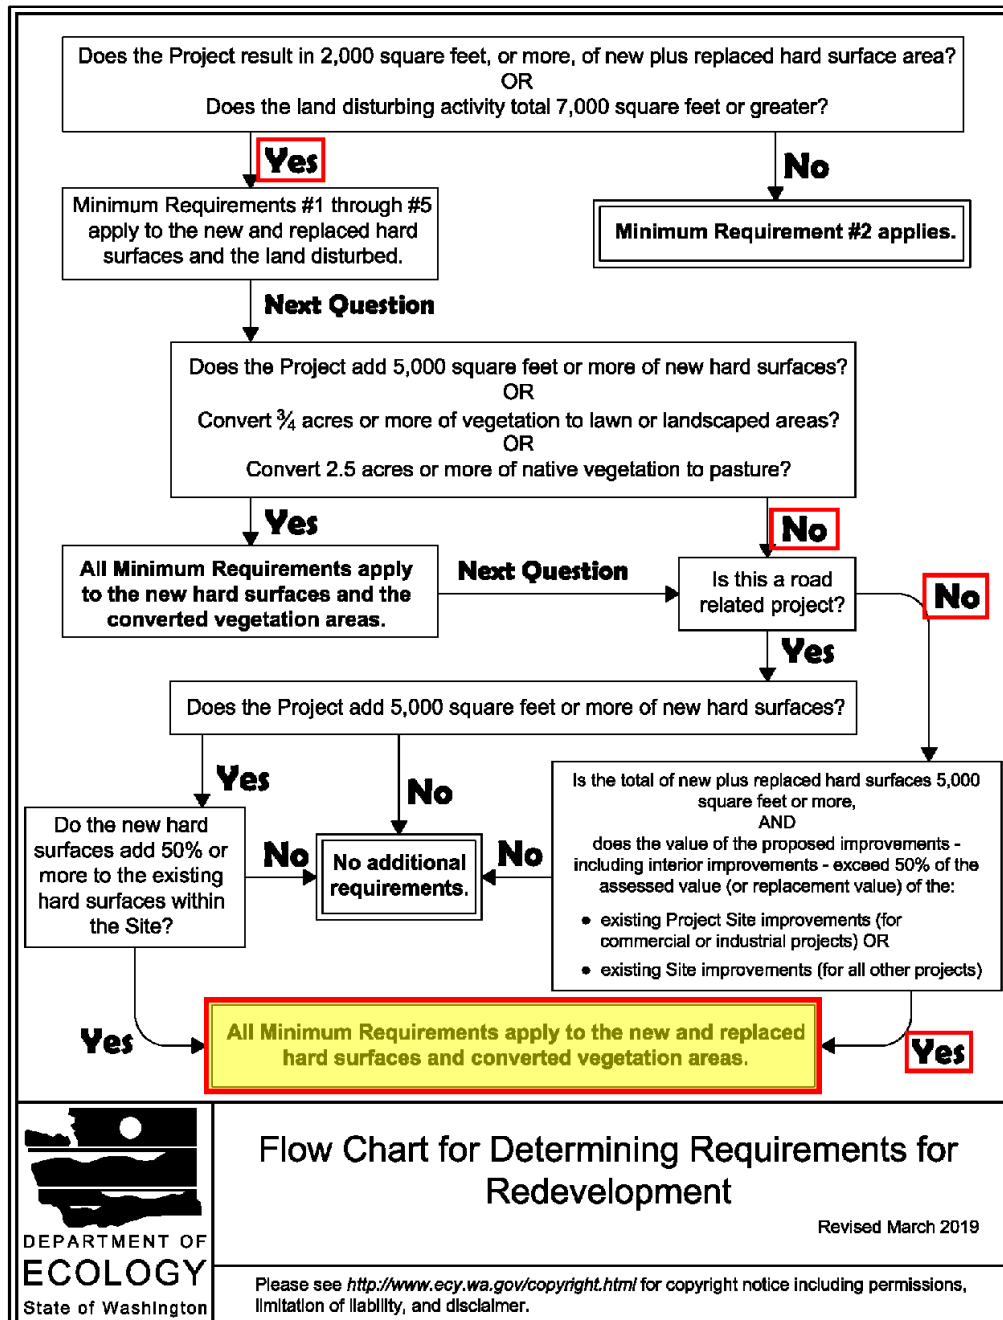 Does the Project result in 2,000 square feet, or more, of new plus replaced hard surface area?
OR
Does the land disturbing activity total 7,000 square feet or greater?
Yes
No
Minimum Requirements #1 through #5
apply to the new and replaced hard
surfaces and the land disturbed.
Minimum Requirement #2 applies.
Next Question
Does the Project add 5,000 square feet or more of new hard surfaces?
OR
Convert ¾ acres or more of vegetation to lawn or landscaped areas?
OR
Convert 2.5 acres or more of native vegetation to pasture?
Yes
No
All Minimum Requirements apply
to the new hard surfaces and the
converted vegetation areas.
Next Question
Is this a road
related project?
No
Yes
Does the Project add 5,000 square feet or more of new hard surfaces?
Yes
No
Do the new hard
surfaces add 50% or
more to the existing
hard surfaces within
the Site?
No
No additional
requirements.
No
Is the total of new plus replaced hard surfaces 5,000
square feet or more,
AND
does the value of the proposed improvements -
including interior improvements - exceed 50% of the
assessed value (or replacement value) of the:
• existing Project Site improvements (for
commercial or industrial projects) OR
• existing Site improvements (for all other projects)
Yes
All Minimum Requirements apply to the new and replaced
hard surfaces and converted vegetation areas.
Yes
DEPARTMENT OF
ECOLOGY
State of Washington
Flow Chart for Determining Requirements for
Redevelopment
Revised March 2019
Please see http://www.ecy.wa.gov/copyright.html for copyright notice including permissions,
limitation of liability, and disclaimer.